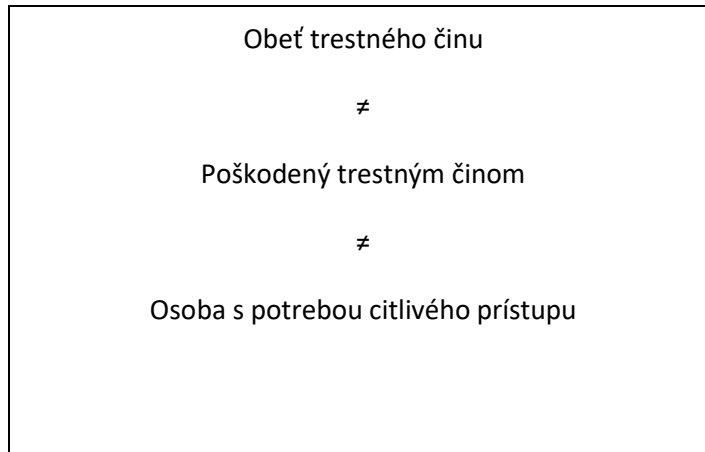 Obeť trestného činu
≠
Poškodený trestným činom
≠
Osoba s potrebou citlivého prístupu